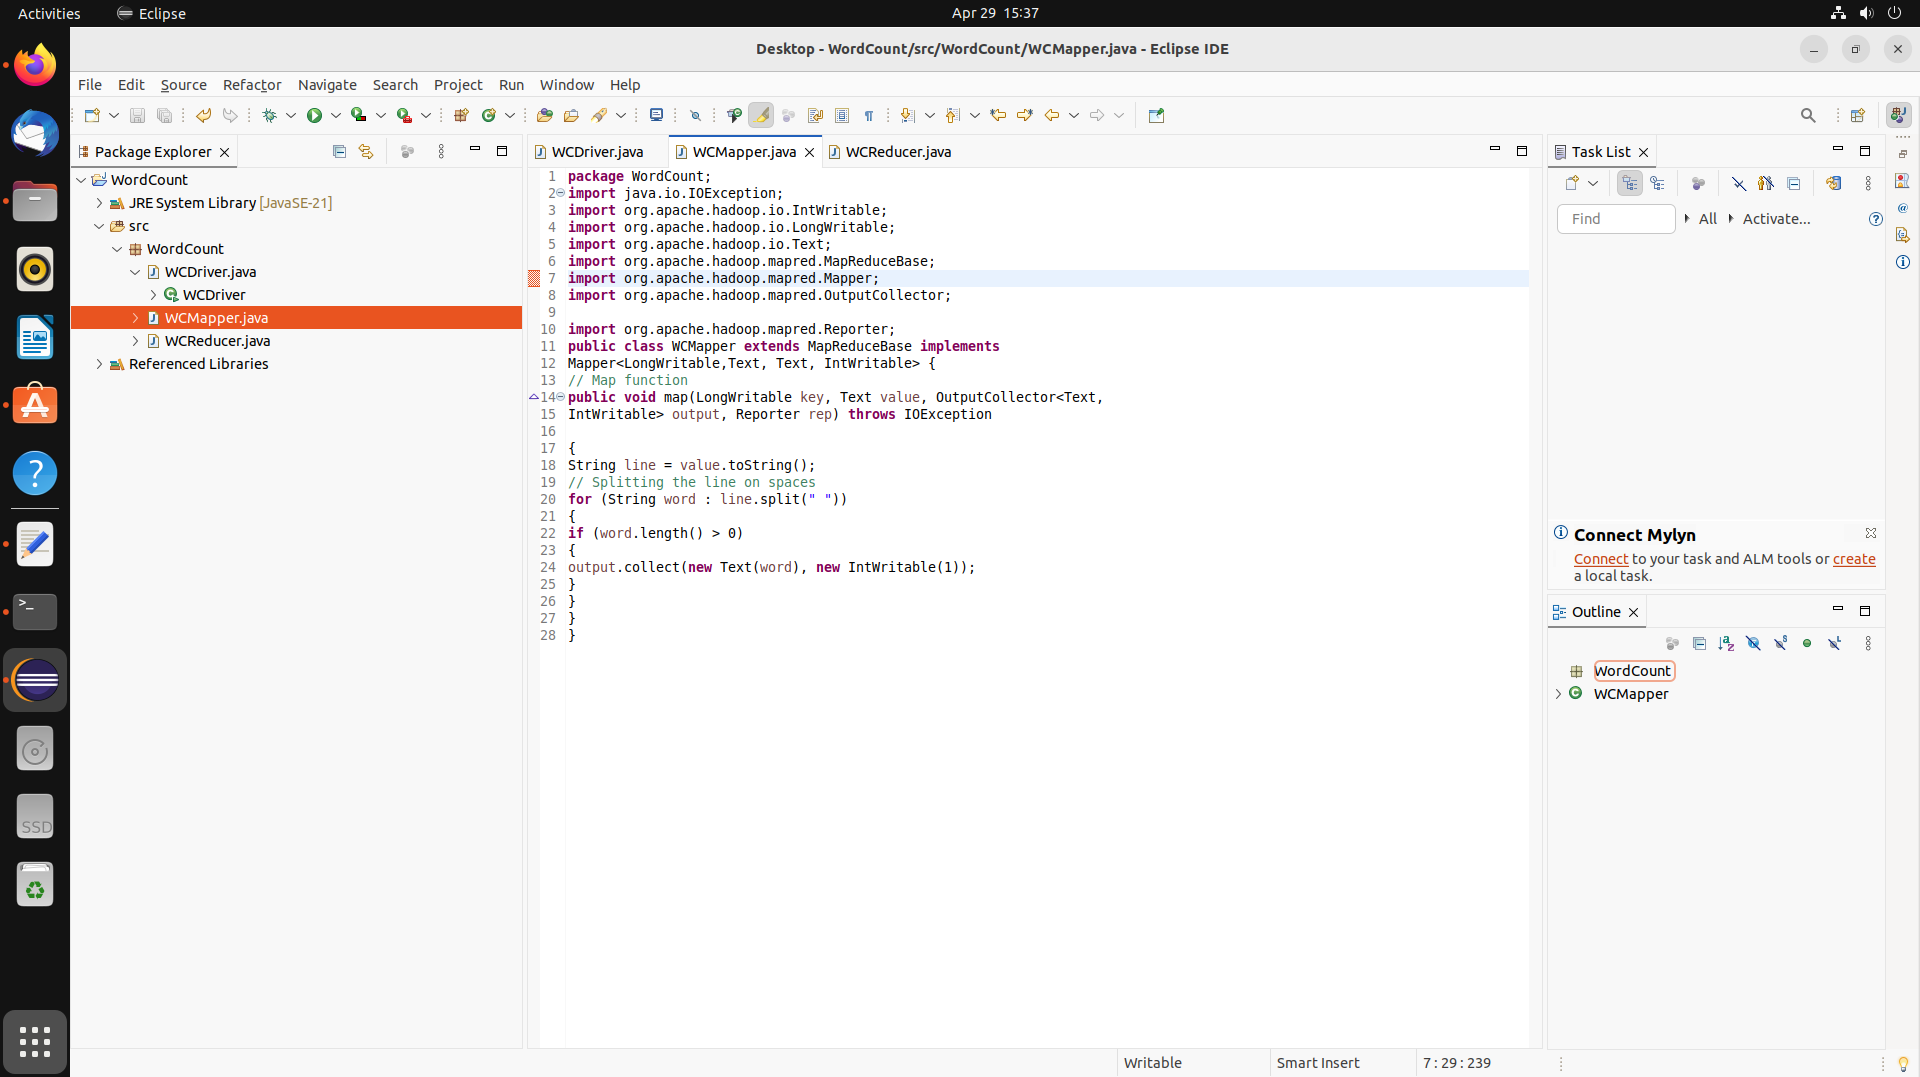 Activities Eclipse Apr 29 15:37
Desktop - WordCount/src/WordCount/WCMapper.java - Eclipse IDE
File Edit Source Refactor Navigate Search Project Run Window Help
Package Explorer
WordCount
JRE System Library [JavaSE-21]
src
WordCount
WCDriver.java
WCDriver
WCMapper.java
WCReducer.java
Referenced Libraries
WCDriver.java WCMapper.java WCReducer.java
1 package WordCount;
2 import java.io.IOException;
3 import org.apache.hadoop.io.IntWritable;
4 import org.apache.hadoop.io.LongWritable;
5 import org.apache.hadoop.io.Text;
6 import org.apache.hadoop.mapred.MapReduceBase;
7 import org.apache.hadoop.mapred.Mapper;
8 import org.apache.hadoop.mapred.OutputCollector;
9
10 import org.apache.hadoop.mapred.Reporter;
11 public class WCMapper extends MapReduceBase implements
12 Mapper<LongWritable,Text, Text, IntWritable> {
13 // Map function
14 public void map(LongWritable key, Text value, OutputCollector<Text,
15 IntWritable> output, Reporter rep) throws IOException
16
17 {
18 String line = value.toString();
19 // Splitting the line on spaces
20 for (String word : line.split(" "))
21 {
22 if (word.length() > 0)
23 {
24 output.collect(new Text(word), new IntWritable(1));
25 }
26 }
27 }
28 }
Task List
Find All Activate...
Connect Mylyn
Connect to your task and ALM tools or create
a local task.
Outline
WordCount
WCMapper
SSD
Writable Smart Insert 7 : 29 : 239